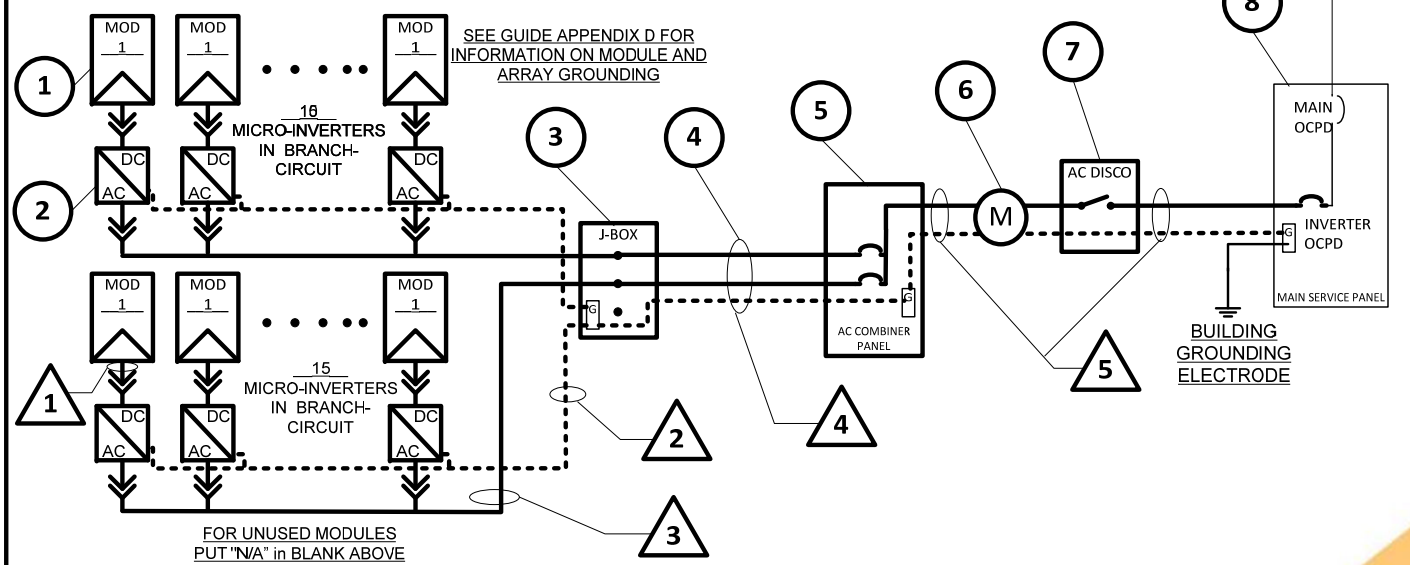 MOD
1
MOD
1
MOD
1
SEE GUIDE APPENDIX D FOR
INFORMATION ON MODULE AND
ARRAY GROUNDING
1
MICRO-INVERTERS
IN BRANCH-
CIRCUIT
DC
AC
DC
AC
DC
AC
2
3
J-BOX
G
4
5
G
AC COMBINER
PANEL
6
M
7
AC DISCO
8
MAIN
OCPD
INVERTER
OCPD
G
MAIN SERVICE PANEL
BUILDING
GROUNDING
ELECTRODE
MOD
1
MOD
1
MOD
1
15
MICRO-INVERTERS
IN BRANCH-
CIRCUIT
DC
AC
DC
AC
DC
AC
1
2
3
4
5
FOR UNUSED MODULES
PUT "N/A" in BLANK ABOVE